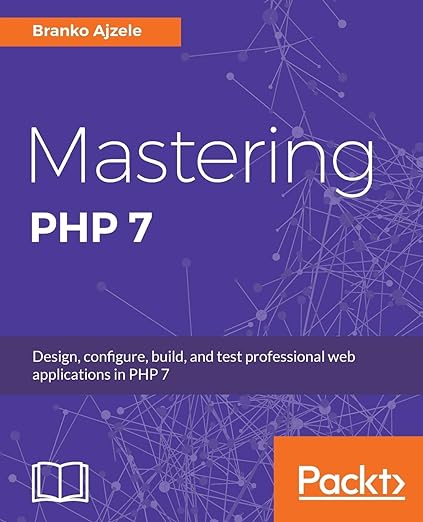 Branko Ajzele
Mastering
PHP 7
Design, configure, build, and test professional web
applications in PHP 7
Packt>